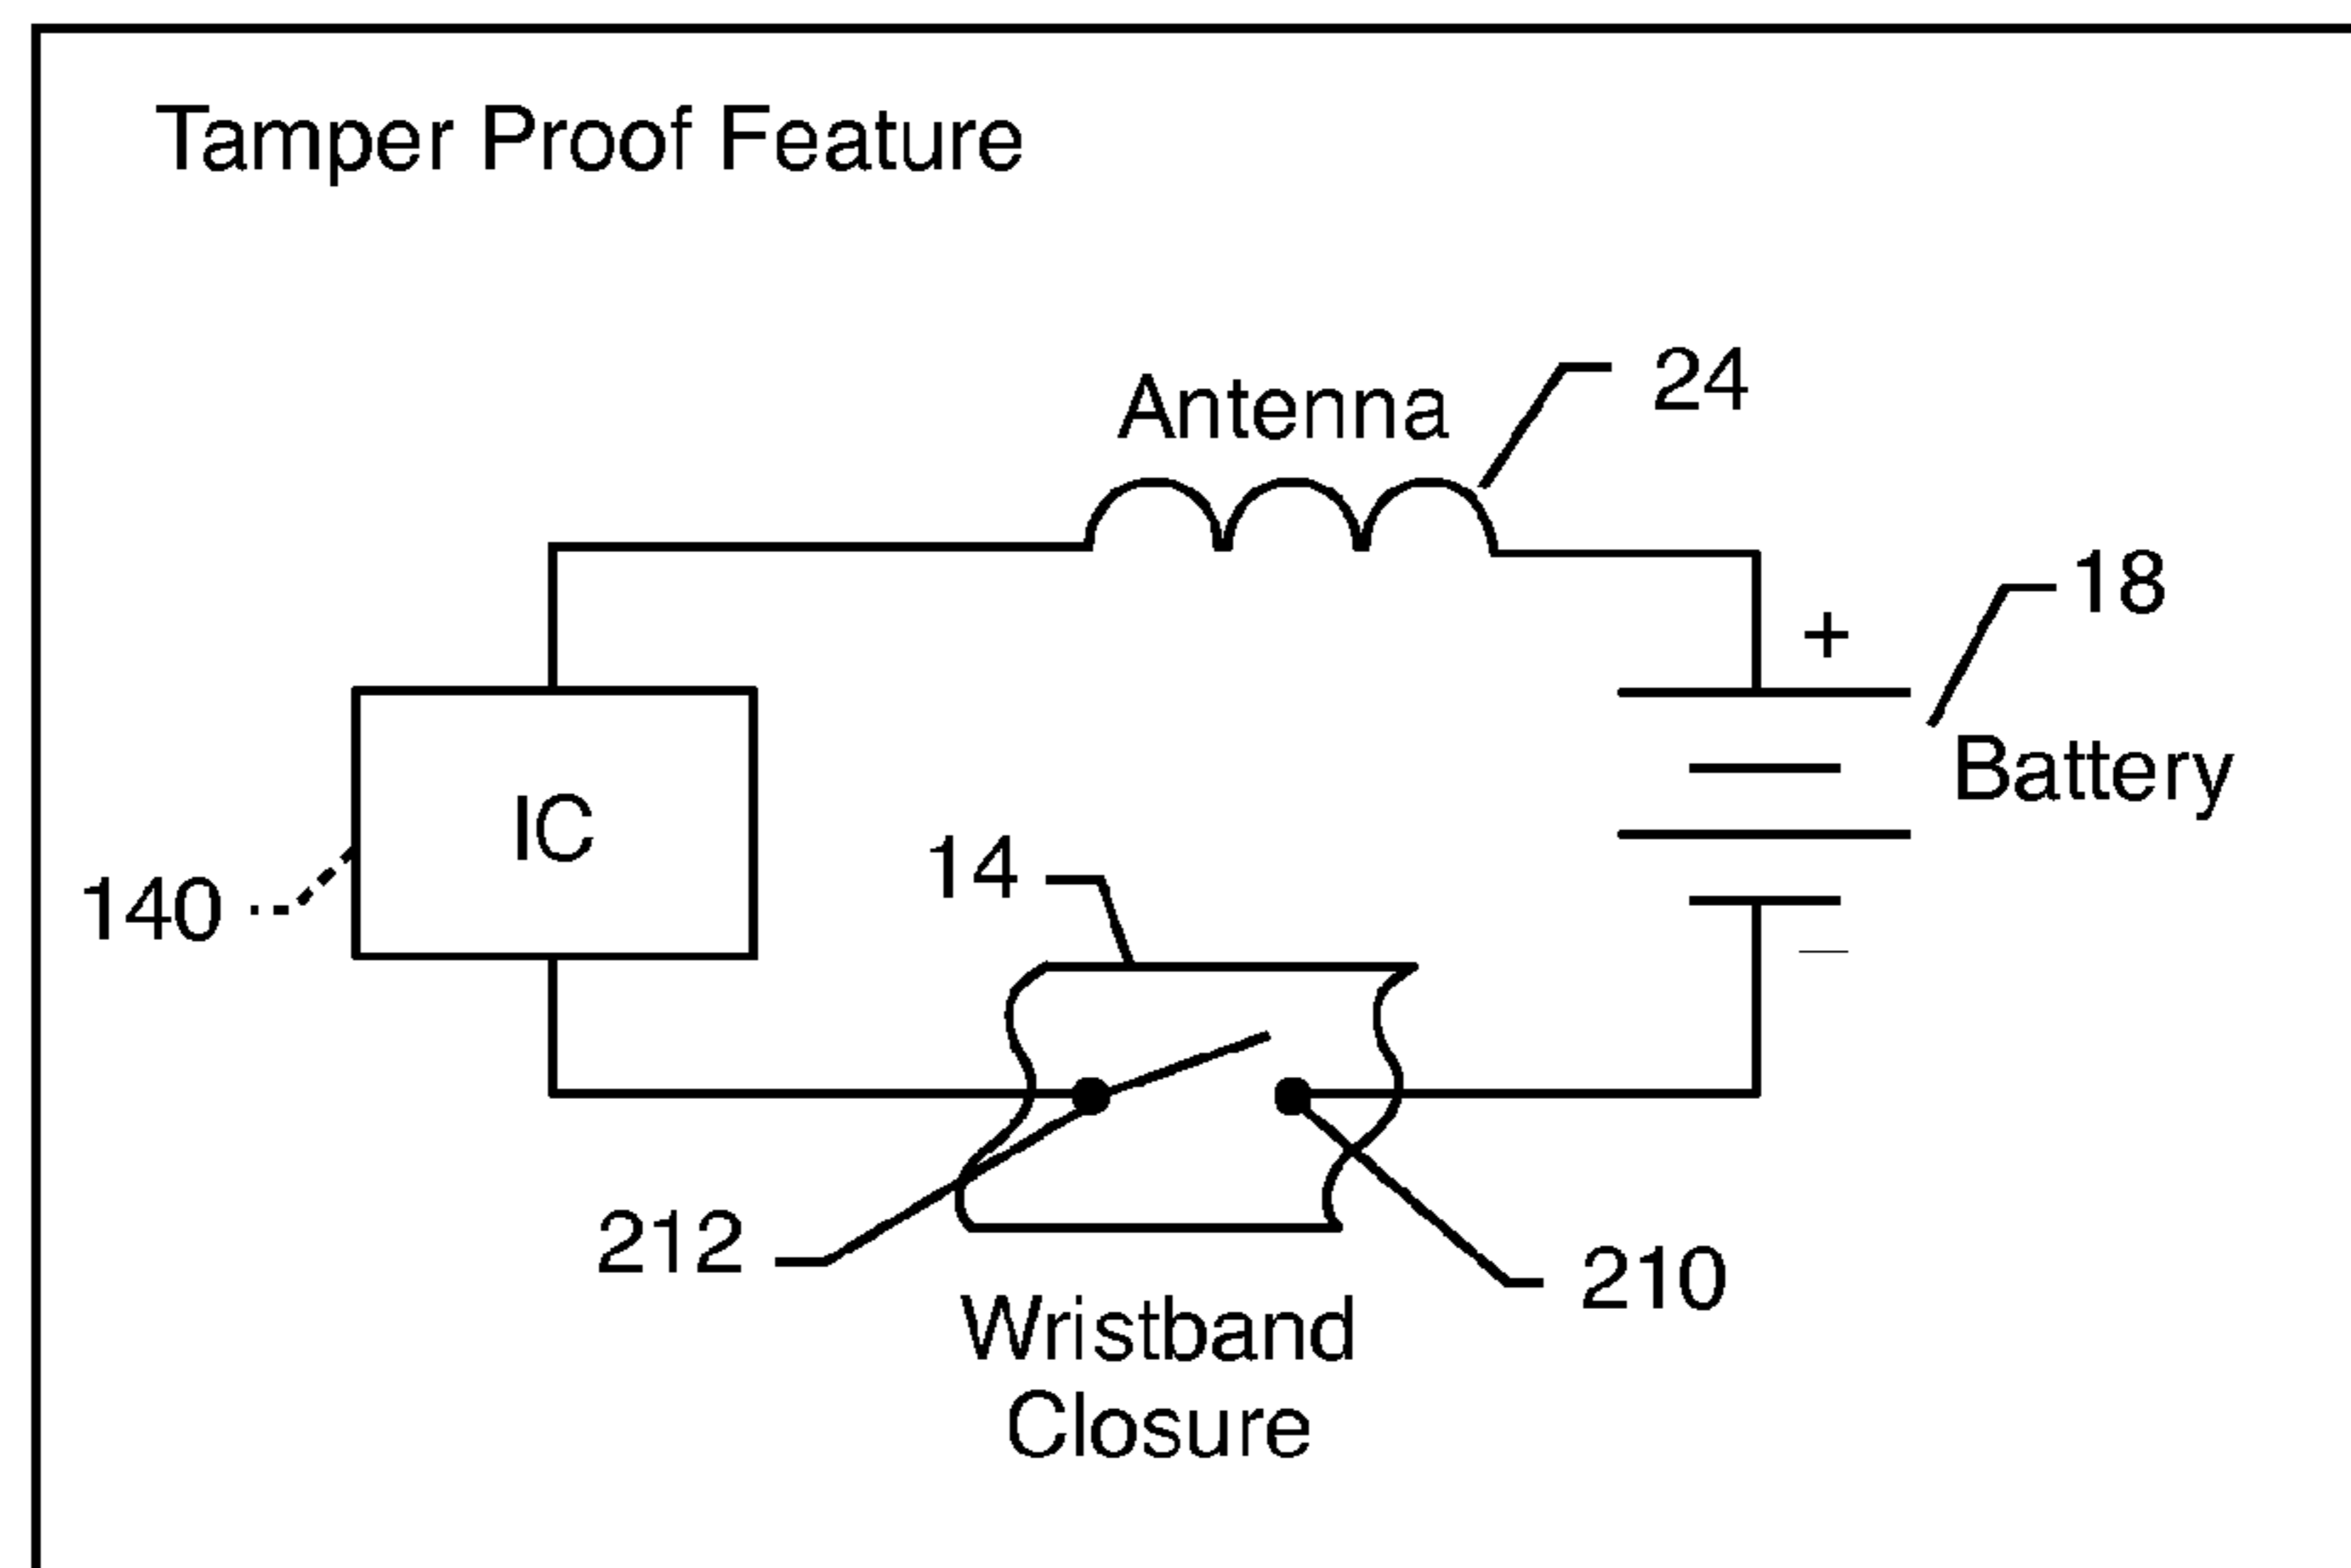 Tamper Proof Feature
24
Antenna
18
+
Battery
IC
14
140
—
212
210
Wristband
Closure